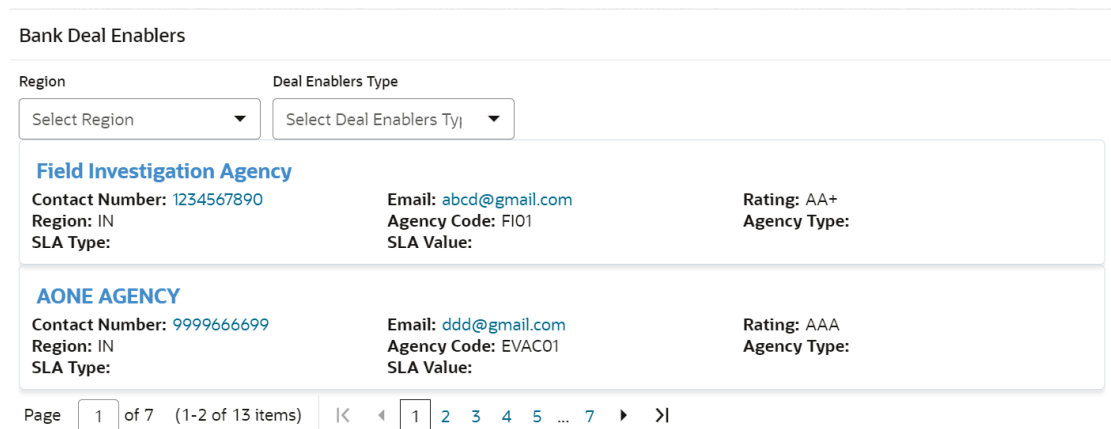 Bank Deal Enablers
Region Deal Enablers Type
Select Region Select Deal Enablers Ty
Field Investigation Agency
Contact Number: 1234567890 Email: abcd@gmail.com Rating: AA+
Region: IN Agency Code: FI01 Agency Type:
SLA Type: SLA Value:
AONE AGENCY
Contact Number: 9999666699 Email: ddd@gmail.com Rating: AAA
Region: IN Agency Code: EVAC01 Agency Type:
SLA Type: SLA Value:
Page 1 of 7 (1-2 of 13 items) 1 2 3 4 5 ... 7